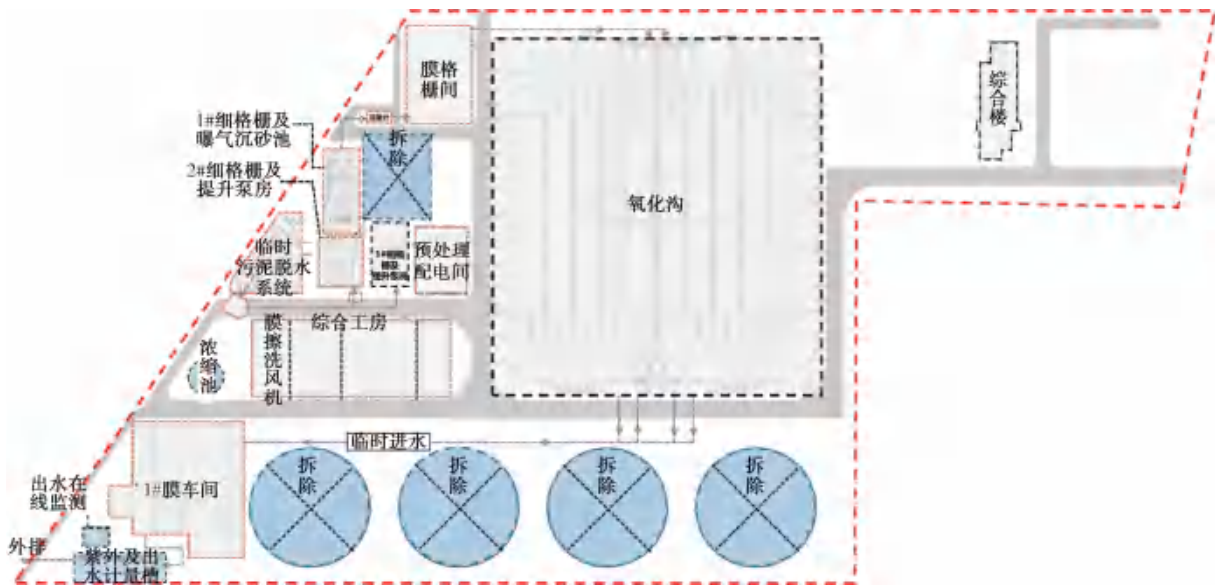 膜格
栅间
综合楼
1#细格栅及
曝气沉砂池
拆除
2#细格栅及
提升泵房
氧化沟
临时
污泥脱水
系统
预处理
配电间
综合工房
膜擦洗风机
浓缩池
临时进水
拆除
拆除
拆除
拆除
出水在
线监测
1#膜车间
外排
紫外及出
水计量槽